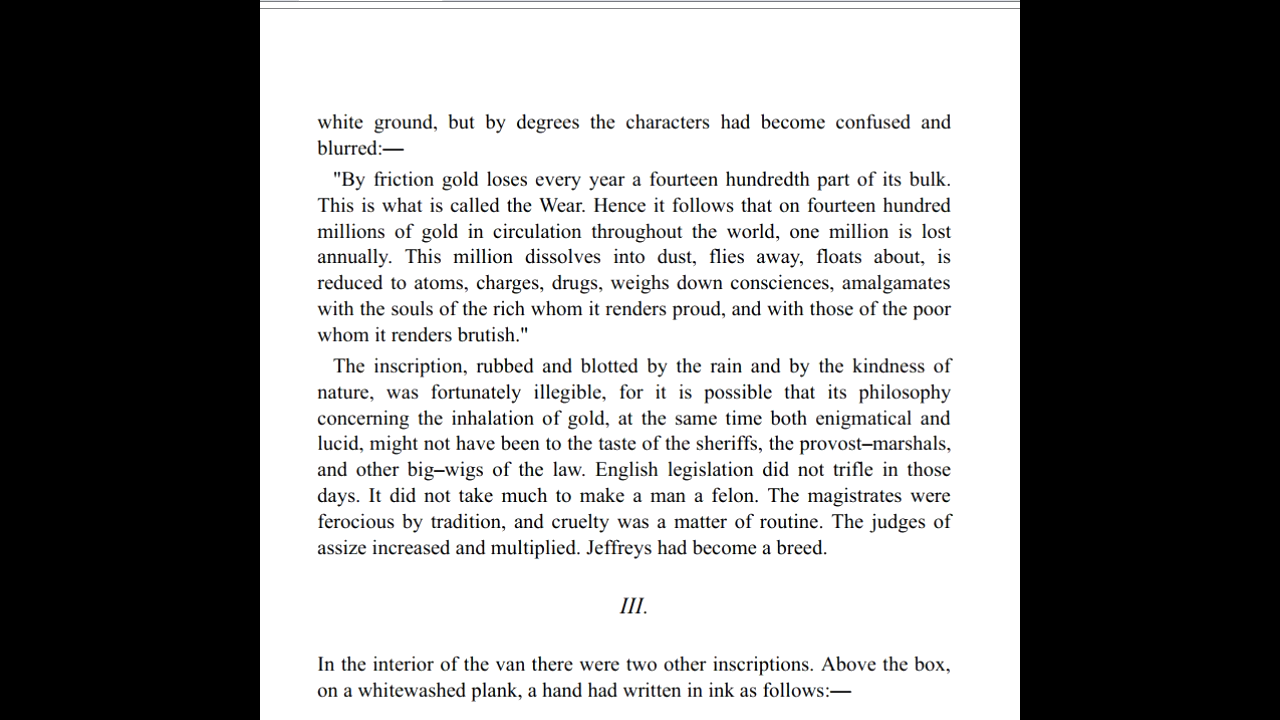 white ground, but by degrees the characters had become confused and
blurred:—
"By friction gold loses every year a fourteen hundredth part of its bulk.
This is what is called the Wear. Hence it follows that on fourteen hundred
millions of gold in circulation throughout the world, one million is lost
annually. This million dissolves into dust, flies away, floats about, is
reduced to atoms, charges, drugs, weighs down consciences, amalgamates
with the souls of the rich whom it renders proud, and with those of the poor
whom it renders brutish."
The inscription, rubbed and blotted by the rain and by the kindness of
nature, was fortunately illegible, for it is possible that its philosophy
concerning the inhalation of gold, at the same time both enigmatical and
lucid, might not have been to the taste of the sheriffs, the provost–marshals,
and other big–wigs of the law. English legislation did not trifle in those
days. It did not take much to make a man a felon. The magistrates were
ferocious by tradition, and cruelty was a matter of routine. The judges of
assize increased and multiplied. Jeffreys had become a breed.
III.
In the interior of the van there were two other inscriptions. Above the box,
on a whitewashed plank, a hand had written in ink as follows:—